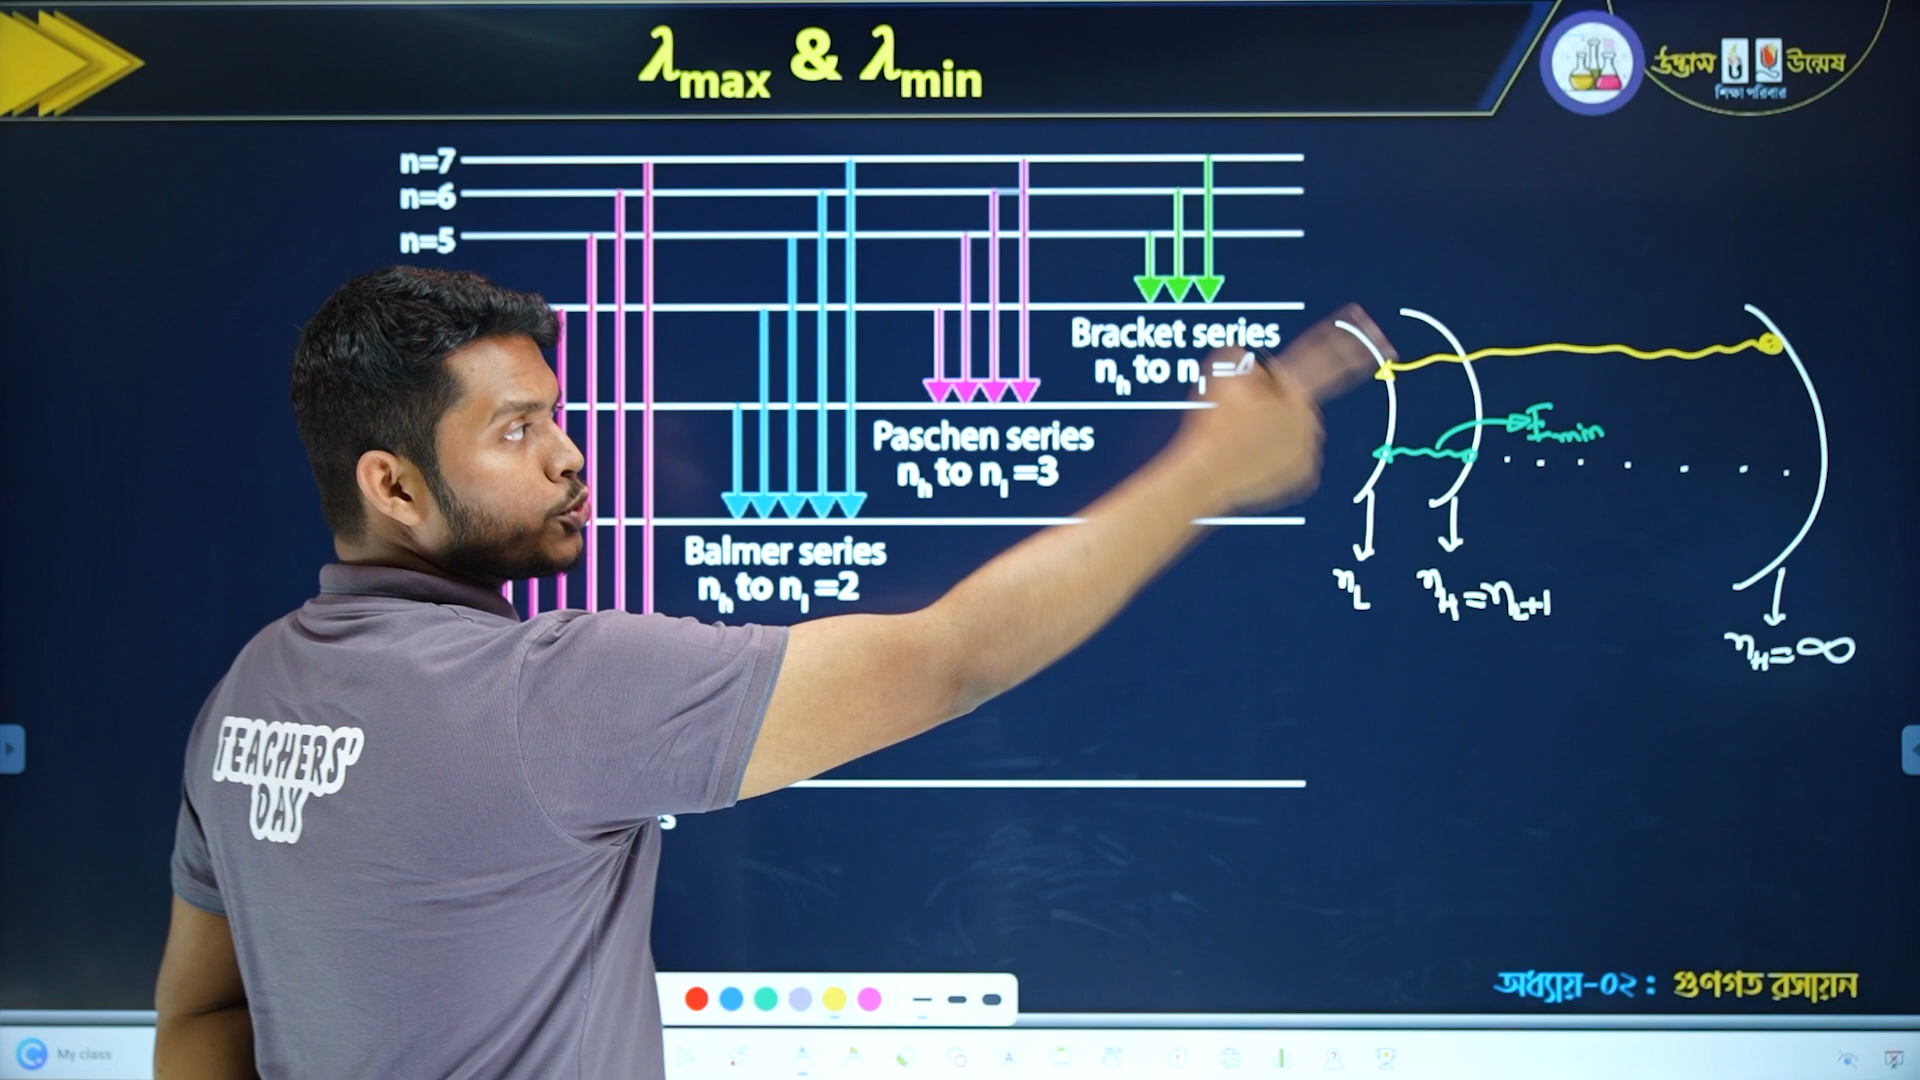 λmax & λmin
উদ্ভাস উন্মেষ
শিক্ষা পরিবার
n=7
n=6
n=5
Bracket series
nh to nl =4
Paschen series
nh to nl =3
Balmer series
nh to nl =2
Emin
nL
nH=nL+1
nH=∞
TEACHERS'
DAY
অধ্যায়-০২ : গুণগত রসায়ন
My class